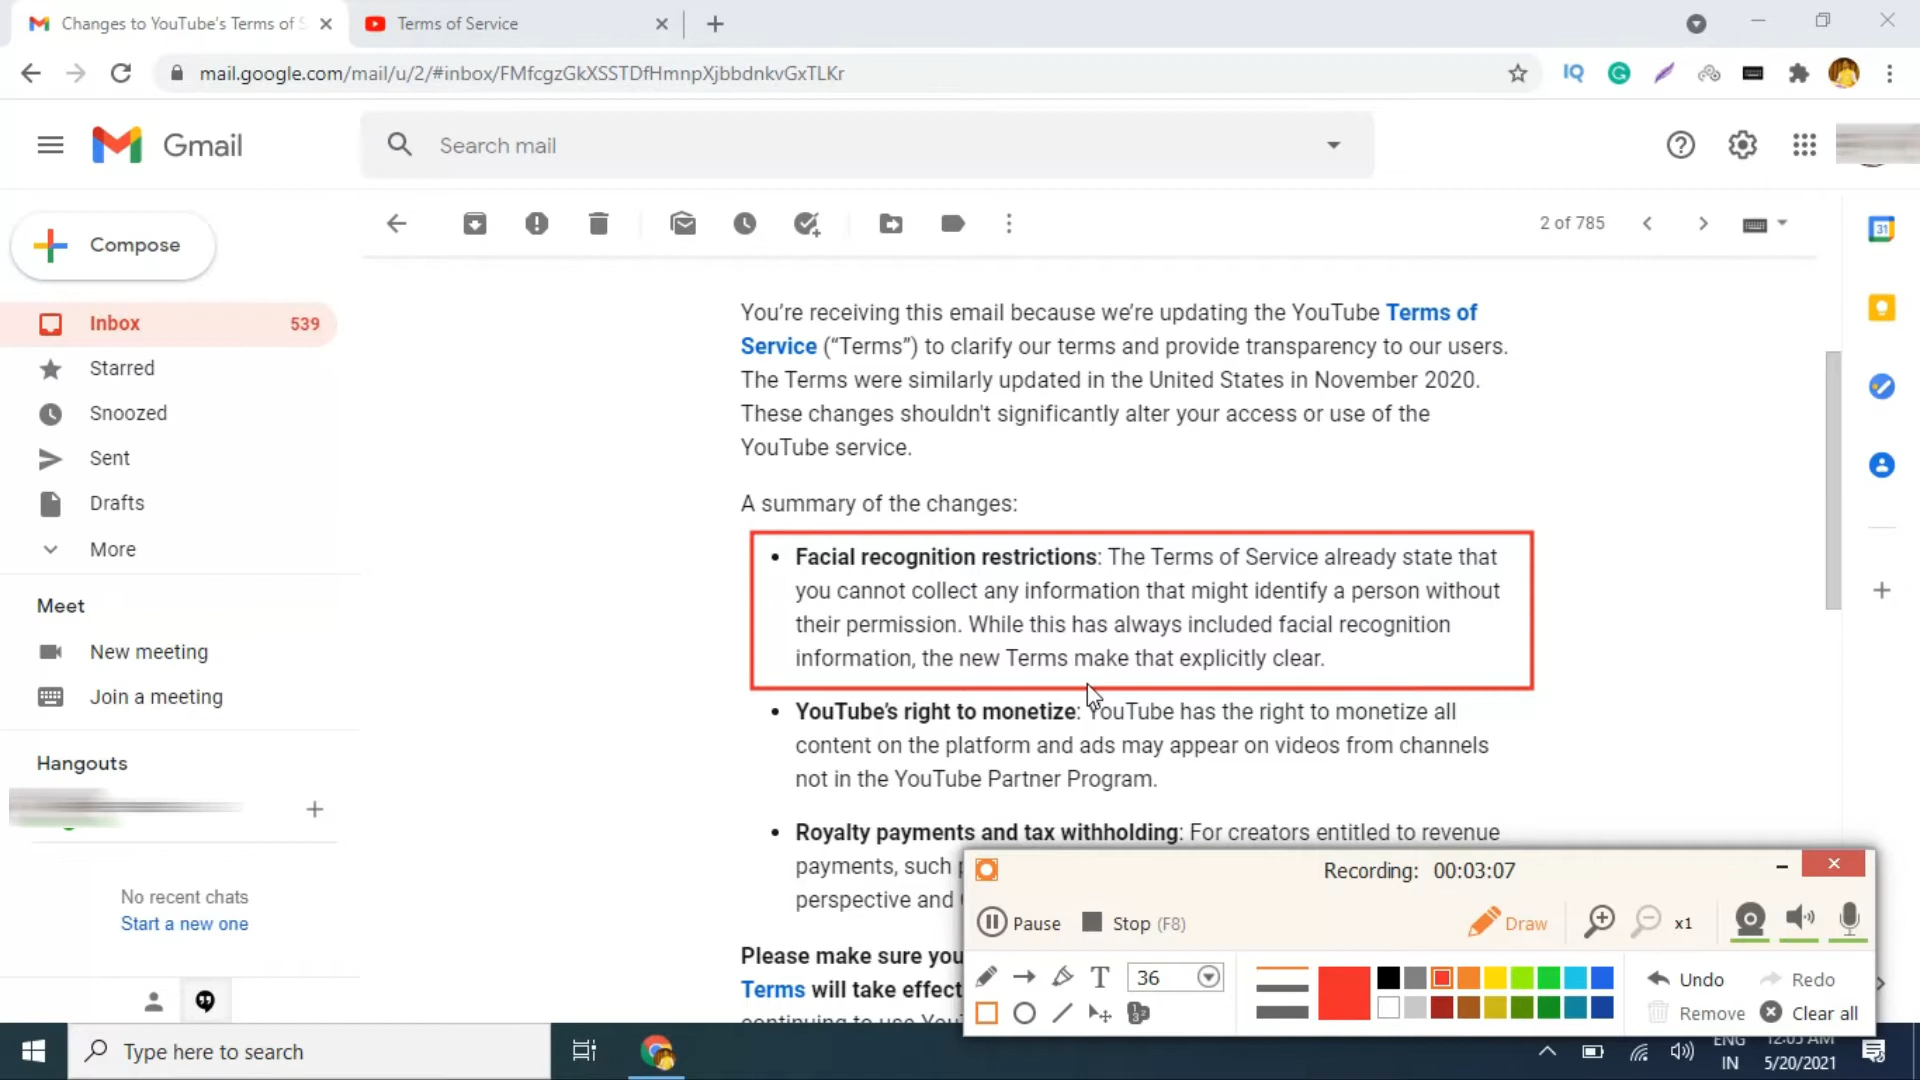 Changes to YouTube's Terms of S
Terms of Service
mail.google.com/mail/u/2/#inbox/FMfcgzGkXSSTDfHmnpXjbbdnkvGxTLKr
IQ
Gmail
Search mail
Compose
2 of 785
31
Inbox 539
Starred
Snoozed
Sent
Drafts
More
Meet
New meeting
Join a meeting
Hangouts
No recent chats
Start a new one
You’re receiving this email because we’re updating the YouTube Terms of
Service (“Terms”) to clarify our terms and provide transparency to our users.
The Terms were similarly updated in the United States in November 2020.
These changes shouldn't significantly alter your access or use of the
YouTube service.
A summary of the changes:
• Facial recognition restrictions: The Terms of Service already state that
you cannot collect any information that might identify a person without
their permission. While this has always included facial recognition
information, the new Terms make that explicitly clear.
• YouTube’s right to monetize: YouTube has the right to monetize all
content on the platform and ads may appear on videos from channels
not in the YouTube Partner Program.
• Royalty payments and tax withholding: For creators entitled to revenue
payments, such
perspective and
Please make sure you
Terms will take effect
continuing to use You
Recording: 00:03:07
Pause Stop (F8) Draw x1
T 36 Undo Redo
Remove Clear all
Type here to search
ENG
IN
12:05 AM
5/20/2021